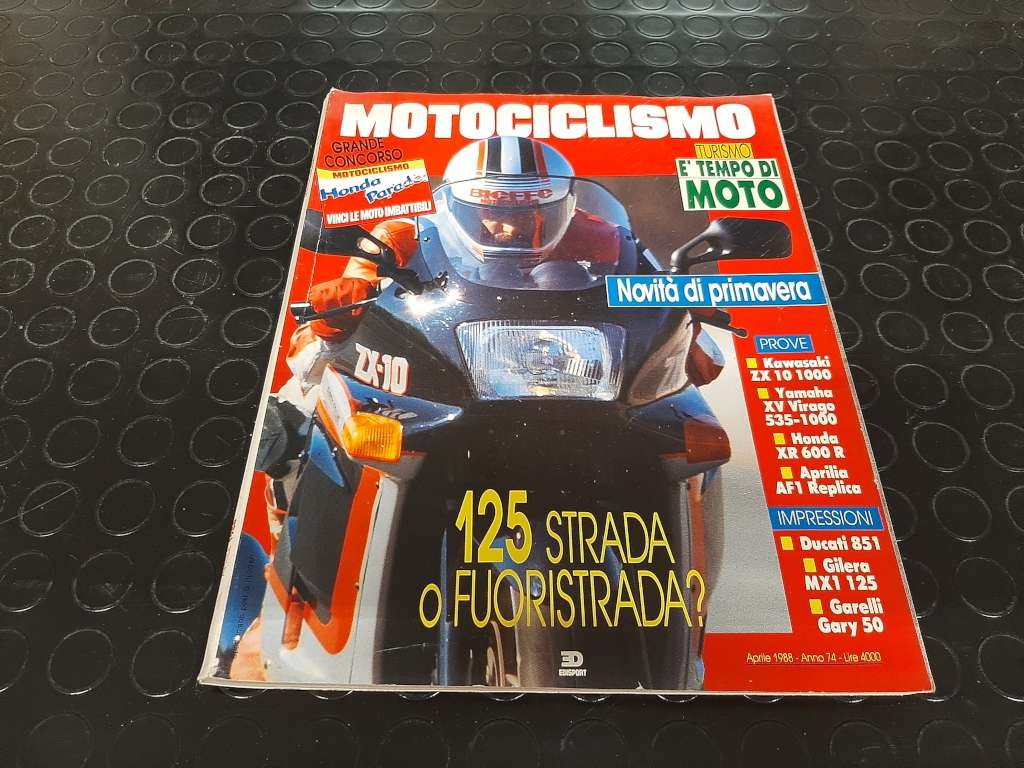 MOTOCICLISMO
GRANDE
CONCORSO
MOTOCICLISMO
Honda
Parade
VINCI LE MOTO IMBATTIBILI
TURISMO
E' TEMPO DI
MOTO
BIEFFE
Novità di primavera
ZX-10
PROVE
Kawasaki
ZX 10 1000
Yamaha
XV Virago
535-1000
Honda
XR 600 R
Aprilia
AF1 Replica
IMPRESSIONI
Ducati 851
Gilera
MX1 125
Garelli
Gary 50
125 STRADA
o FUORISTRADA?
Aprile 1988 - Anno 74 - Lire 4000
EDISPORT